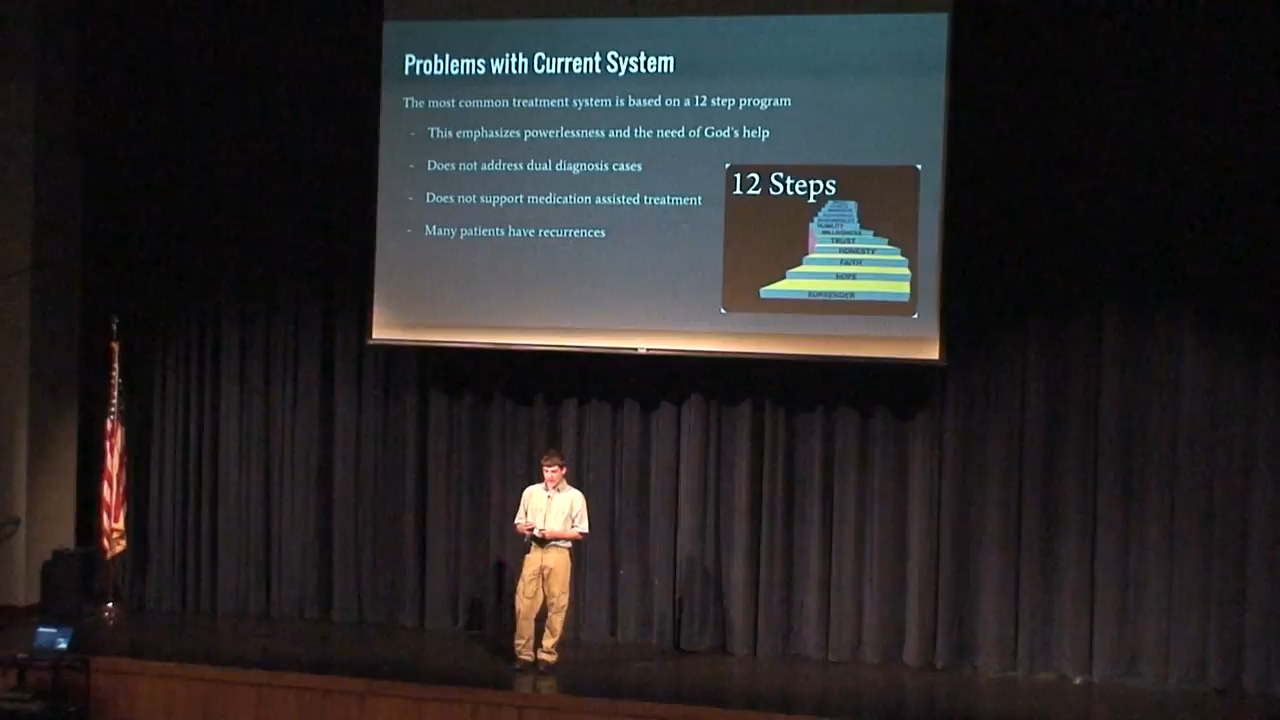 Problems with Current System
The most common treatment system is based on a 12 step program
- This emphasizes powerlessness and the need of God's help
- Does not address dual diagnosis cases
- Does not support medication assisted treatment
- Many patients have recurrences
12 Steps
HUMILITY
WILLINGNESS
TRUST
HONESTY
FAITH
HOPE
SURRENDER